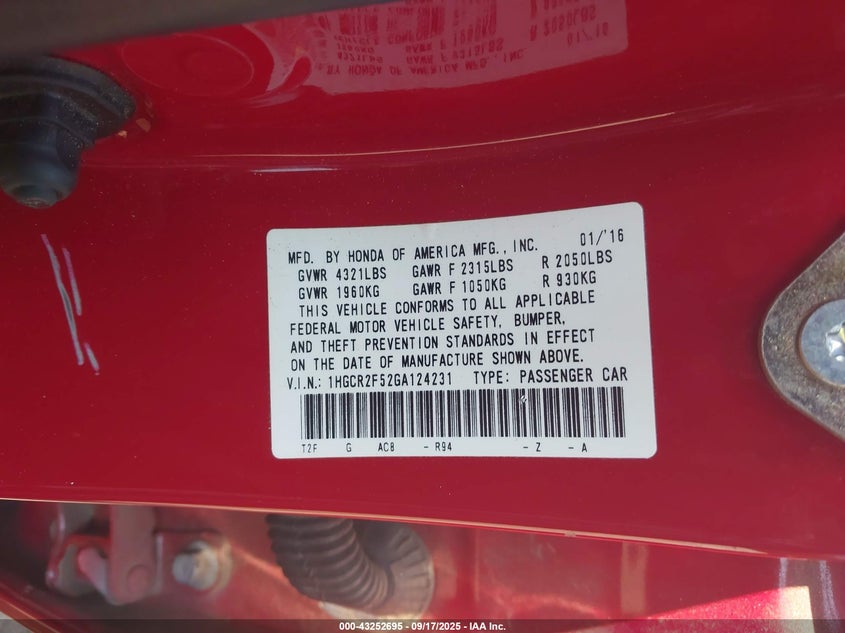 MFD. BY HONDA OF AMERICA MFG., INC. 01/'16
GVWR 4321LBS GAWR F 2315LBS R 2050LBS
GVWR 1960KG GAWR F 1050KG R 930KG
THIS VEHICLE CONFORMS TO ALL APPLICABLE
FEDERAL MOTOR VEHICLE SAFETY, BUMPER,
AND THEFT PREVENTION STANDARDS IN EFFECT
ON THE DATE OF MANUFACTURE SHOWN ABOVE.
V.I.N.: 1HGCR2F52GA124231 TYPE: PASSENGER CAR
T2F G AC8 - R94 - Z - A
000-43252695 - 09/17/2025 - IAA Inc.